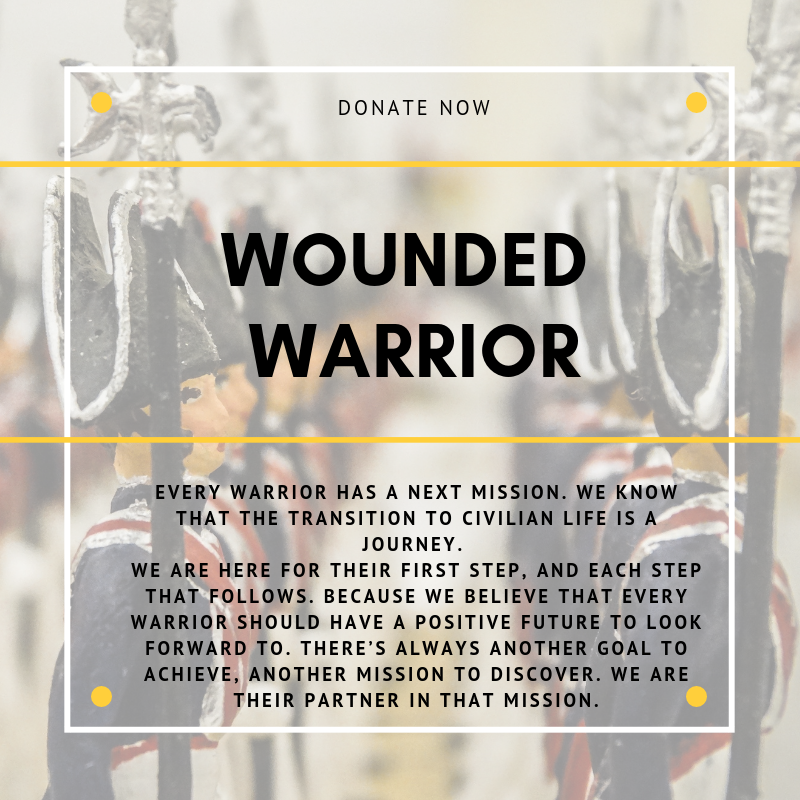 DONATE NOW
WOUNDED
WARRIOR
EVERY WARRIOR HAS A NEXT MISSION. WE KNOW
THAT THE TRANSITION TO CIVILIAN LIFE IS A
JOURNEY.
WE ARE HERE FOR THEIR FIRST STEP, AND EACH STEP
THAT FOLLOWS. BECAUSE WE BELIEVE THAT EVERY
WARRIOR SHOULD HAVE A POSITIVE FUTURE TO LOOK
FORWARD TO. THERE’S ALWAYS ANOTHER GOAL TO
ACHIEVE, ANOTHER MISSION TO DISCOVER. WE ARE
THEIR PARTNER IN THAT MISSION.